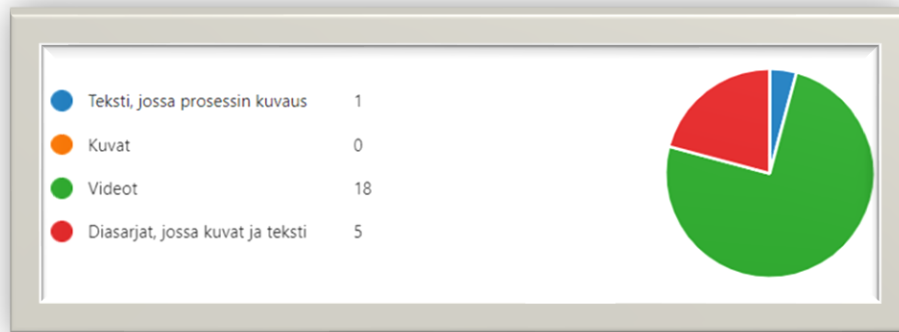 Teksti, jossa prosessin kuvaus 1
Kuvat 0
Videot 18
Diasarjat, jossa kuvat ja teksti 5